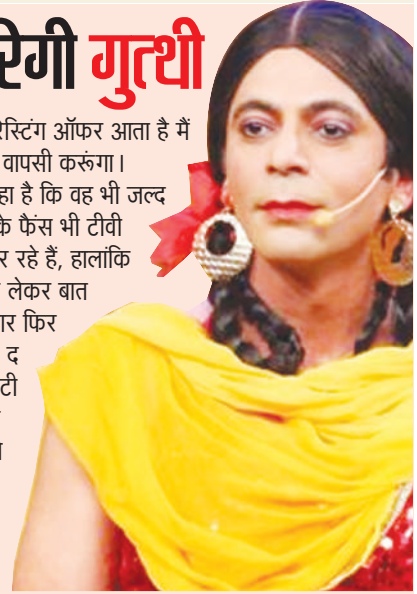 रेगी गुत्थी
रेस्टिंग ऑफर आता है मैं
वापसी करूंगा।
हा है कि वह भी जल्द
के फैंस भी टीवी
र रहे हैं, हालांकि
लेकर बात
ार फिर
द
टी